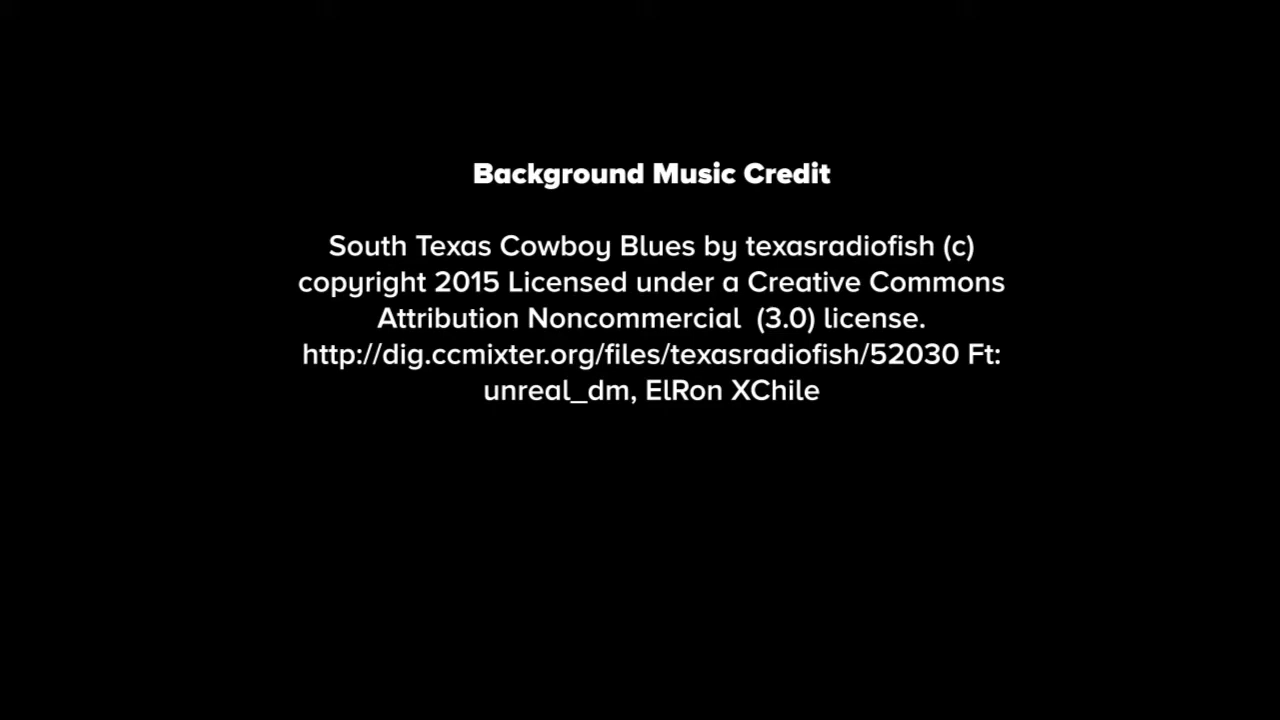 Background Music Credit
South Texas Cowboy Blues by texasradiofish (c)
copyright 2015 Licensed under a Creative Commons
Attribution Noncommercial  (3.0) license.
http://dig.ccmixter.org/files/texasradiofish/52030 Ft:
unreal_dm, ElRon XChile